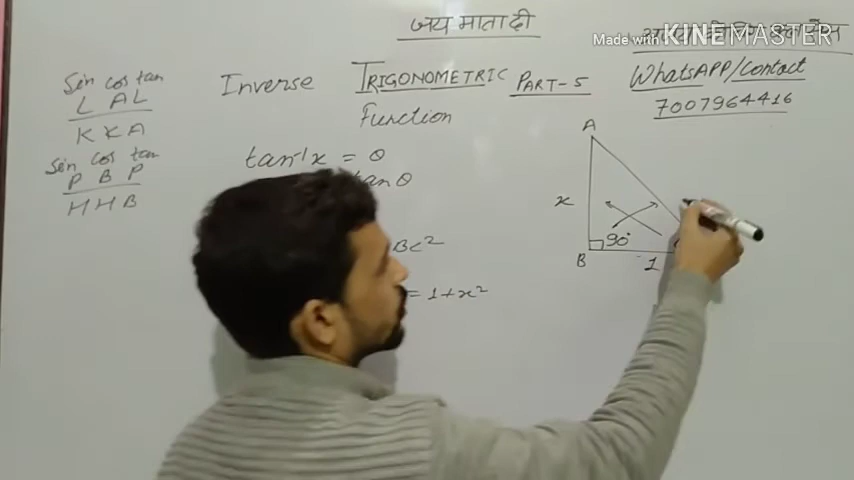 जय माता दी
Made with KINEMASTER
Sin cos tan
L A L
K K A
Sin cos tan
P B P
H H B
Inverse TRIGONOMETRIC PART-5
Function
WhatsAPP/Contact
7007964416
tan⁻¹x = θ
tan θ
BC²
= 1+x²
A
x
90°
B
1